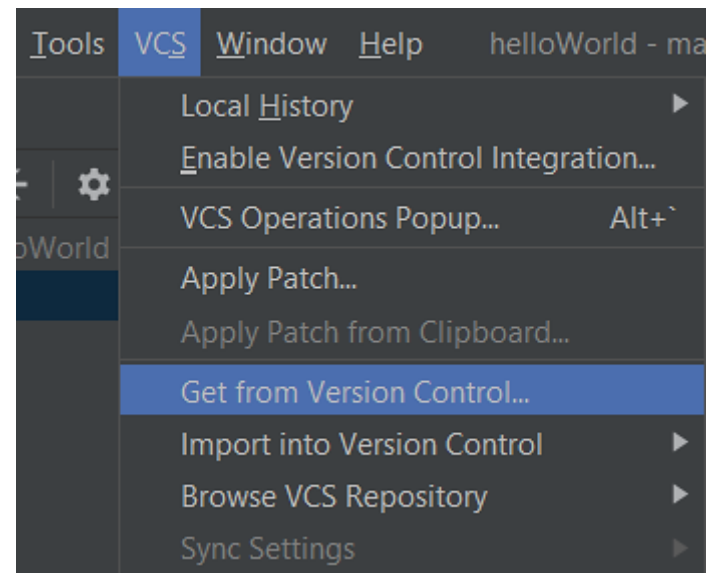 Tools VCS Window Help helloWorld - ma
Local History
Enable Version Control Integration...
VCS Operations Popup... Alt+`
oWorld
Apply Patch...
Apply Patch from Clipboard...
Get from Version Control...
Import into Version Control
Browse VCS Repository
Sync Settings